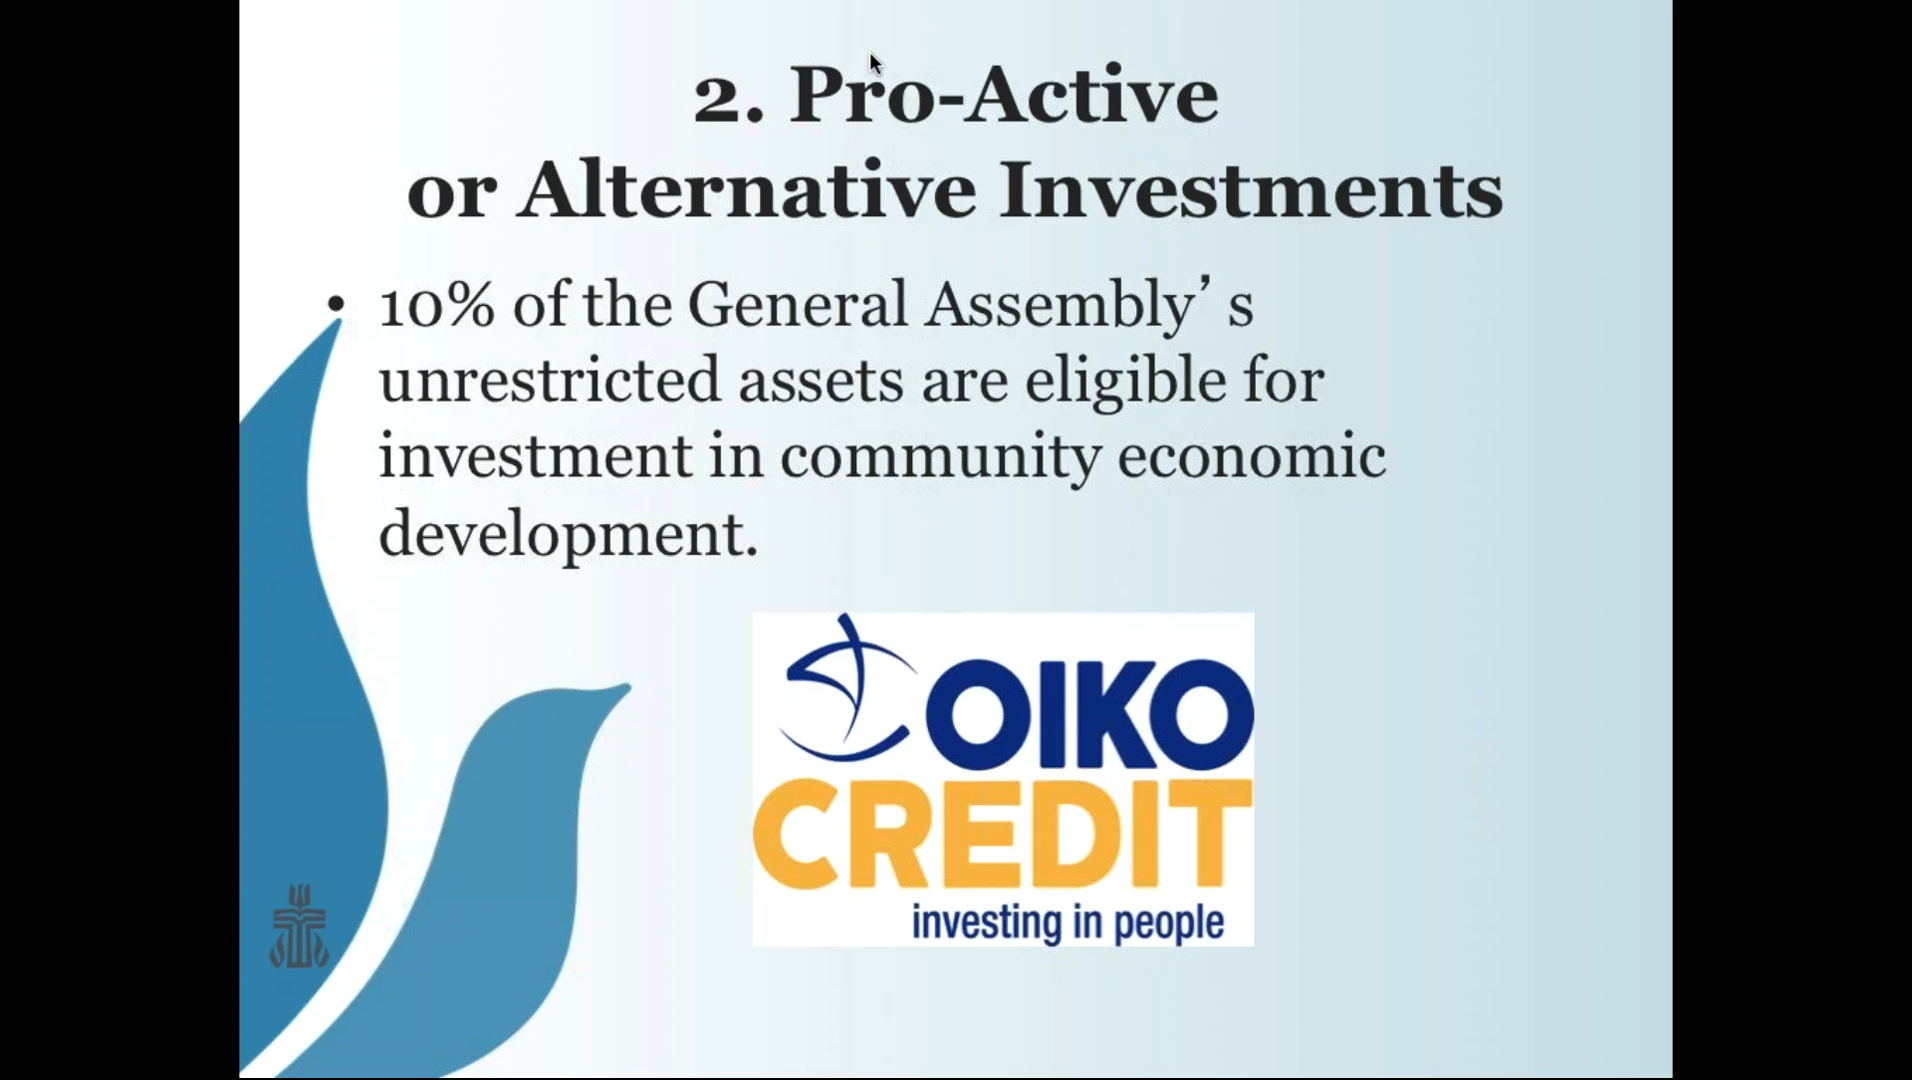 2. Pro-Active
or Alternative Investments
• 10% of the General Assembly’ s
unrestricted assets are eligible for
investment in community economic
development.
OIKO
CREDIT
investing in people